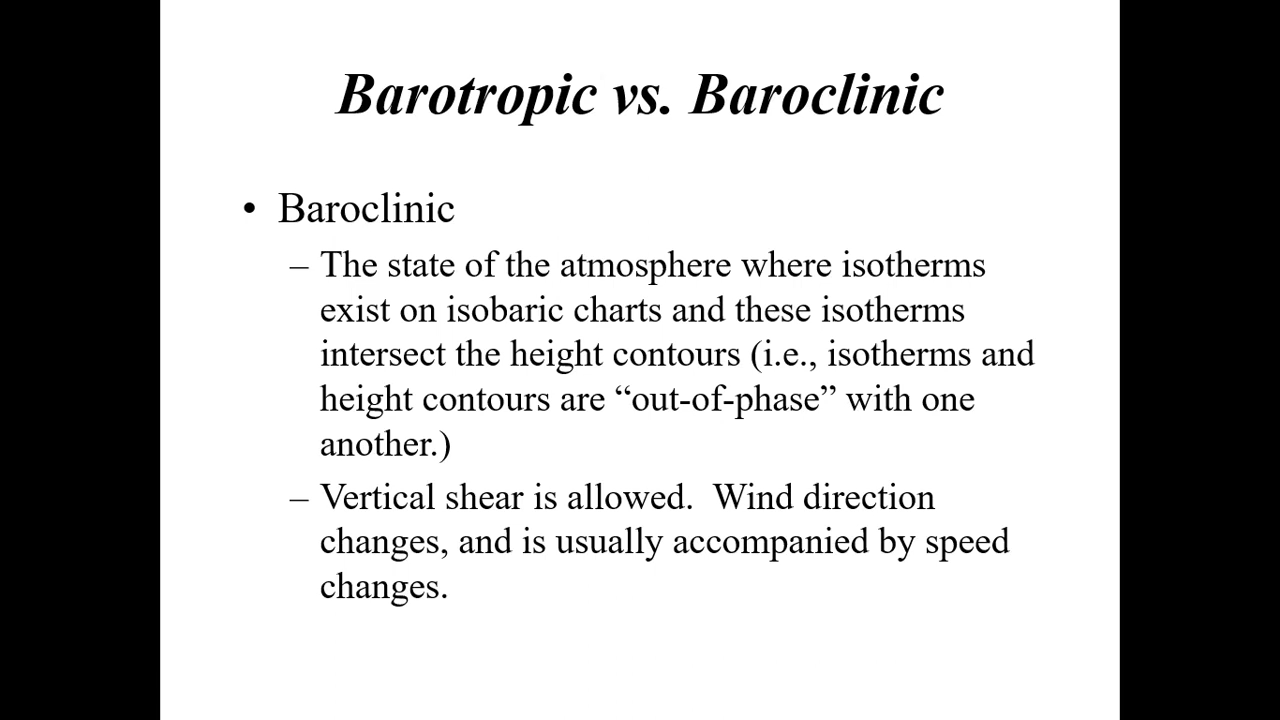 Barotropic vs. Baroclinic
• Baroclinic
– The state of the atmosphere where isotherms
exist on isobaric charts and these isotherms
intersect the height contours (i.e., isotherms and
height contours are “out-of-phase” with one
another.)
– Vertical shear is allowed.  Wind direction
changes, and is usually accompanied by speed
changes.